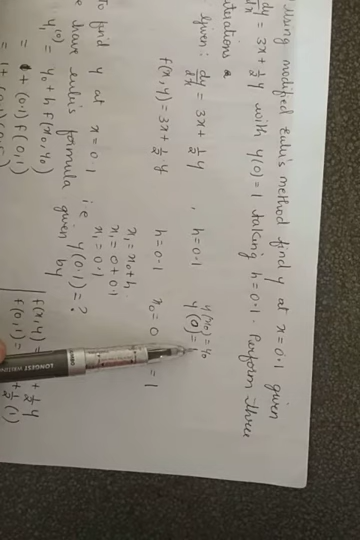 Using modified Euler's method find y at x=0.1 given
dy/dx = 3x + 1/2 y with y(0)=1 taking h=0.1. Perform three
iterations
Given: dy/dx = 3x + 1/2 y , h=0.1 y(x₀)=y₀
y(0)=
f(x,y) = 3x + 1/2 y h=0.1 x₀=0 =1
x₁=x₀+h
x₁=0+0.1
To find y at x=0.1 x₁=0.1
have Euler's formula i.e y(0.1)=?
y₁⁽⁰⁾ = y₀ + h f(x₀,y₀) given by
= 1 + (0.1) f(0,1) f(x,y) = + 1/2 y
f(0,1) = + 1/2 (1)